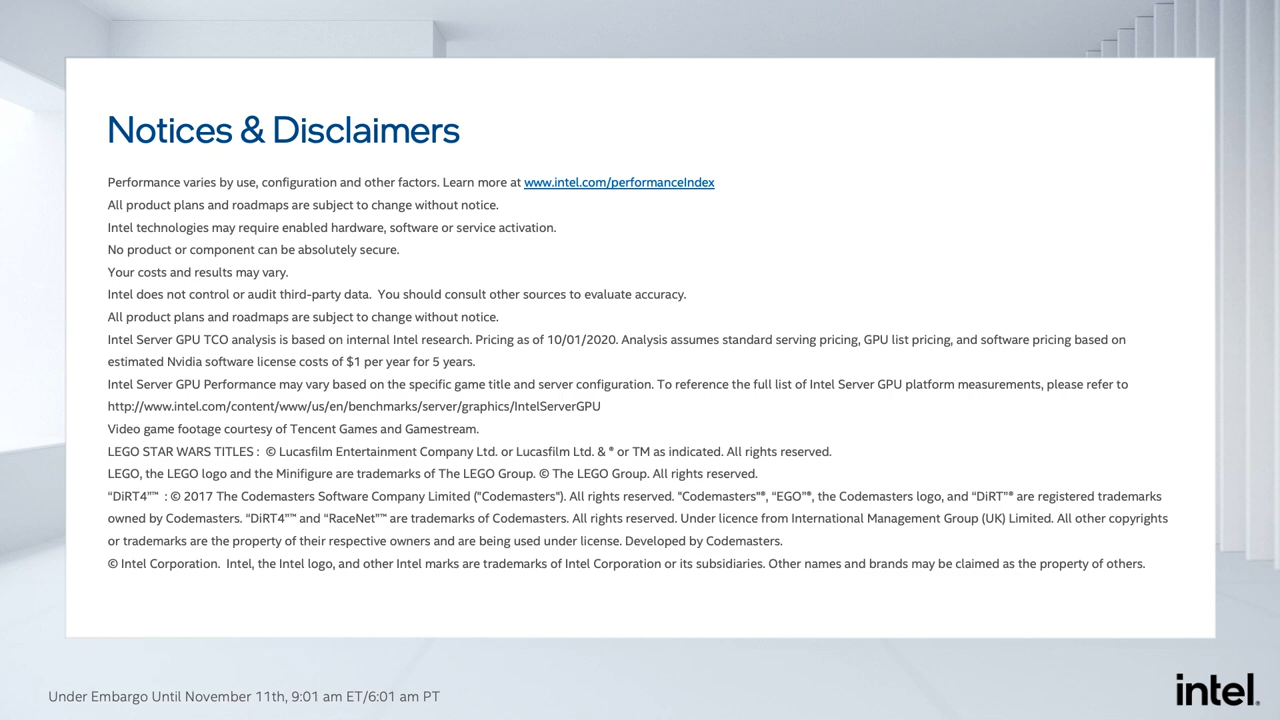 Notices & Disclaimers
Performance varies by use, configuration and other factors. Learn more at www.intel.com/performanceIndex
All product plans and roadmaps are subject to change without notice.
Intel technologies may require enabled hardware, software or service activation.
No product or component can be absolutely secure.
Your costs and results may vary.
Intel does not control or audit third-party data.  You should consult other sources to evaluate accuracy.
All product plans and roadmaps are subject to change without notice.
Intel Server GPU TCO analysis is based on internal Intel research. Pricing as of 10/01/2020. Analysis assumes standard serving pricing, GPU list pricing, and software pricing based on
estimated Nvidia software license costs of $1 per year for 5 years.
Intel Server GPU Performance may vary based on the specific game title and server configuration. To reference the full list of Intel Server GPU platform measurements, please refer to
http://www.intel.com/content/www/us/en/benchmarks/server/graphics/IntelServerGPU
Video game footage courtesy of Tencent Games and Gamestream.
LEGO STAR WARS TITLES :  © Lucasfilm Entertainment Company Ltd. or Lucasfilm Ltd. & ® or TM as indicated. All rights reserved.
LEGO, the LEGO logo and the Minifigure are trademarks of The LEGO Group. © The LEGO Group. All rights reserved.
“DiRT4”™  : © 2017 The Codemasters Software Company Limited ("Codemasters"). All rights reserved. "Codemasters"®, “EGO”®, the Codemasters logo, and “DiRT”® are registered trademarks
owned by Codemasters. “DiRT4”™ and “RaceNet”™ are trademarks of Codemasters. All rights reserved. Under licence from International Management Group (UK) Limited. All other copyrights
or trademarks are the property of their respective owners and are being used under license. Developed by Codemasters.
© Intel Corporation.  Intel, the Intel logo, and other Intel marks are trademarks of Intel Corporation or its subsidiaries. Other names and brands may be claimed as the property of others.
Under Embargo Until November 11th, 9:01 am ET/6:01 am PT
intel.